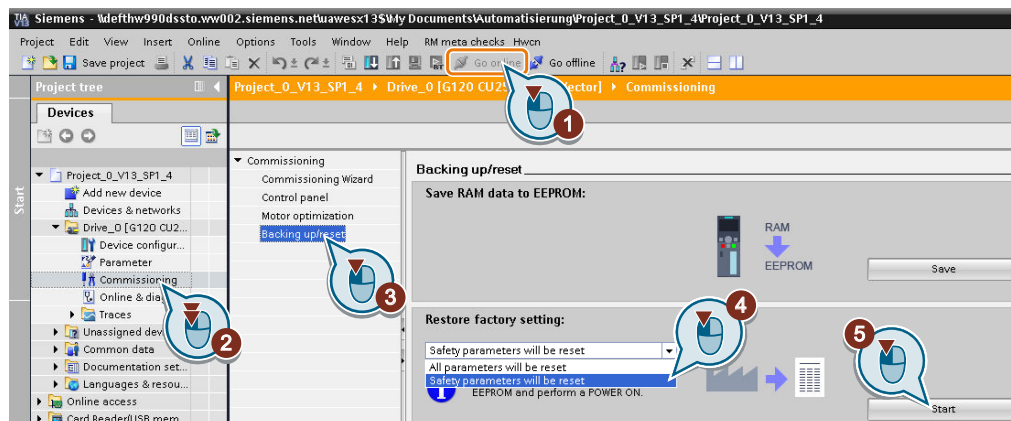 Siemens - \\defthw990dssto.ww002.siemens.net\uawesx13$\My Documents\Automatisierung\Project_0_V13_SP1_4\Project_0_V13_SP1_4
Project Edit View Insert Online Options Tools Window Help RM meta checks Hwcn
Save project Go online Go offline
Project tree
Project_0_V13_SP1_4 Drive_0 [G120 Commissioning
1
Devices
Start
Project_0_V13_SP1_4
Add new device
Devices & networks
Drive_0 [G120 CU2...
Device configur...
Parameter
Commissioning
Online &
Traces
2
Unassigned
Common data
Documentation set...
Languages & resou...
Online access
Card Reader/USB mem
Commissioning
Commissioning Wizard
Control panel
Motor optimization
Backing up/reset
3
Backing up/reset
Save RAM data to EEPROM:
RAM
EEPROM
Save
Restore factory setting:
4
5
Safety parameters will be reset
All parameters will be reset
Safety parameters will be reset
EEPROM and perform a POWER ON.
Start